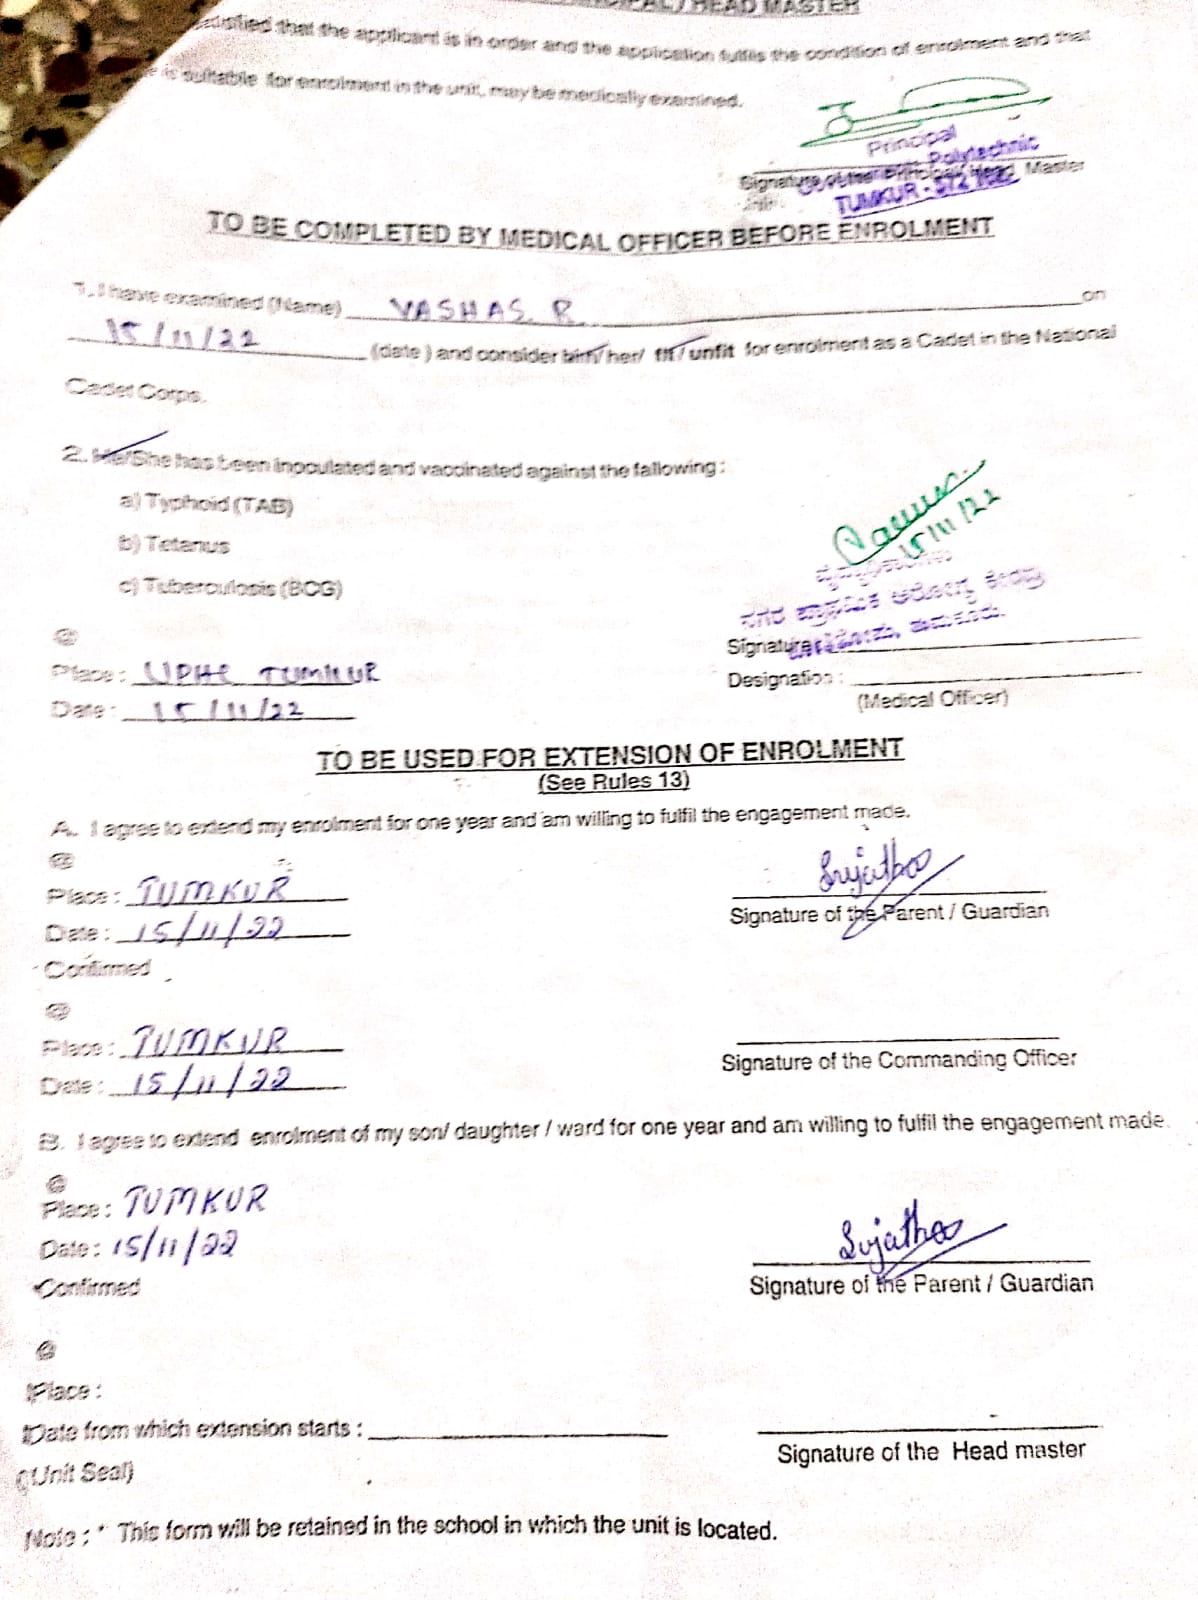 PRINCIPAL / HEAD MASTER
satisfied that the applicant is in order and the application fulfils the condition of enrolment and that
is suitable for enrolment in the unit, may be medically examined.
Principal
Polytechnic
Signature of the Principal/ Head Master
TUMKUR - 572
TO BE COMPLETED BY MEDICAL OFFICER BEFORE ENROLMENT
1. I have examined (Name) YASHAS. R on
15/11/22 (date) and consider him/ her/ fit / unfit for enrolment as a Cadet in the National
Cadet Corps.
2. He/She has been inoculated and vaccinated against the fallowing :
a) Typhoid (TAB)
b) Tetanus
c) Tuberculosis (BCG)
15/11/22
ನಗರ ಪ್ರಾಥಮಿಕ ಆರೋಗ್ಯ ಕೇಂದ್ರ
ತುಮಕೂರು.
@
Signature
Place : UPHC TUMKUR
Designation :
Date : 15/11/22
(Medical Officer)
TO BE USED FOR EXTENSION OF ENROLMENT
(See Rules 13)
A. I agree to extend my enrolment for one year and am willing to fulfil the engagement made.
@
Place : TUMKUR
Sujatha
Signature of the Parent / Guardian
Date : 15/11/22
Confirmed
@
Place : TUMKUR
Signature of the Commanding Officer
Date : 15/11/22
B. I agree to extend enrolment of my son/ daughter / ward for one year and am willing to fulfil the engagement made.
@
Place : TUMKUR
Date : 15/11/22
Sujatha
Confirmed
Signature of the Parent / Guardian
@
Place :
Date from which extension starts :
Signature of the Head master
(Unit Seal)
Note : * This form will be retained in the school in which the unit is located.